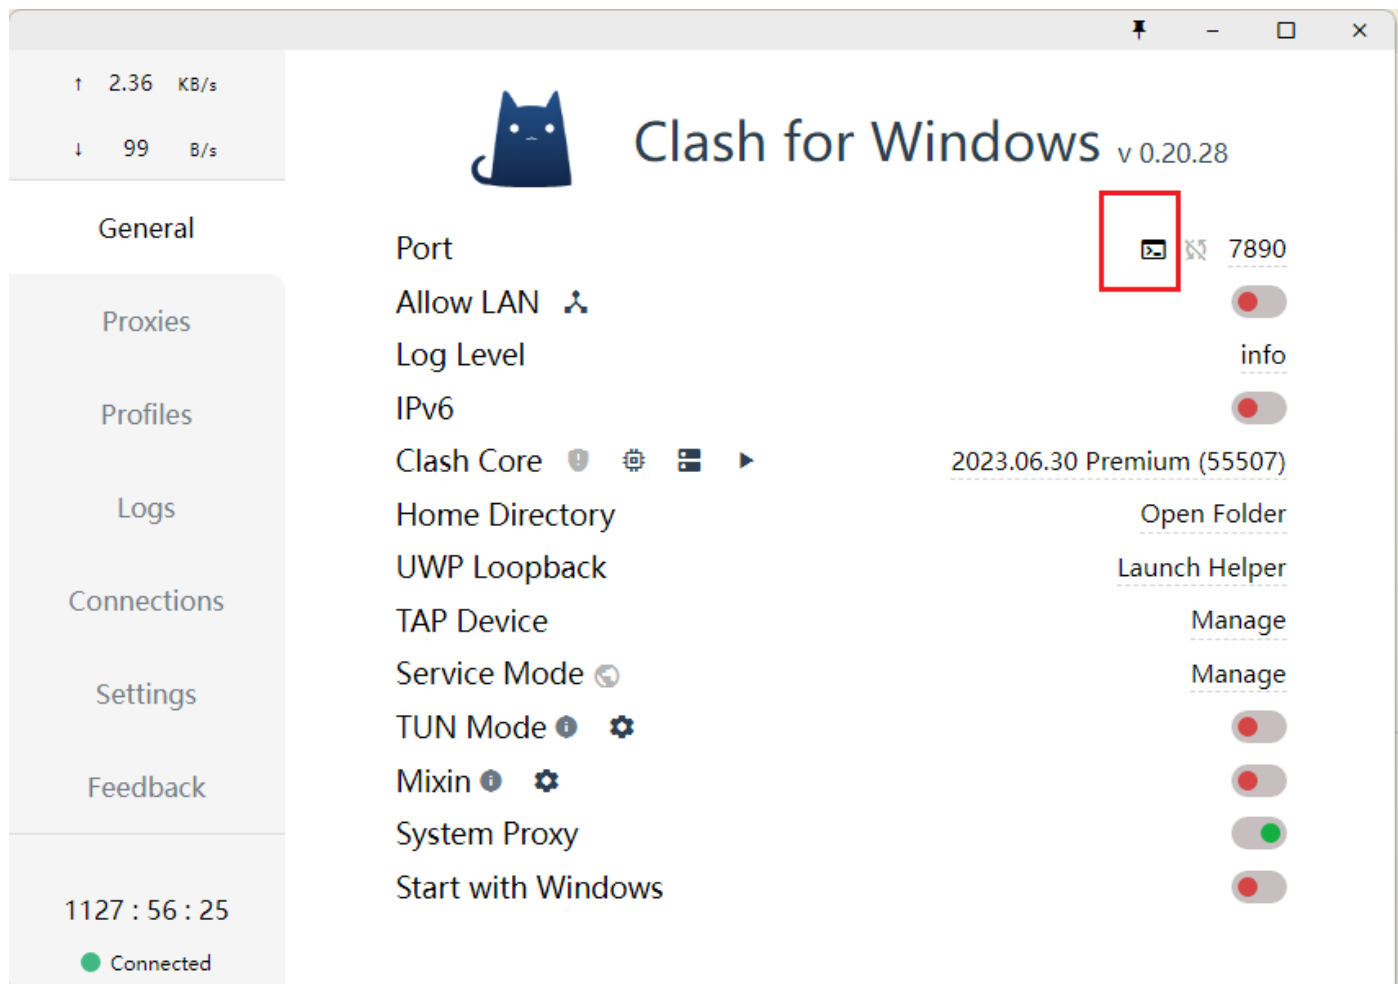 ↑ 2.36 KB/s
↓ 99 B/s
General
Proxies
Profiles
Logs
Connections
Settings
Feedback
1127 : 56 : 25
Connected
Clash for Windows v 0.20.28
Port 7890
Allow LAN
Log Level info
IPv6
Clash Core 2023.06.30 Premium (55507)
Home Directory Open Folder
UWP Loopback Launch Helper
TAP Device Manage
Service Mode Manage
TUN Mode
Mixin
System Proxy
Start with Windows